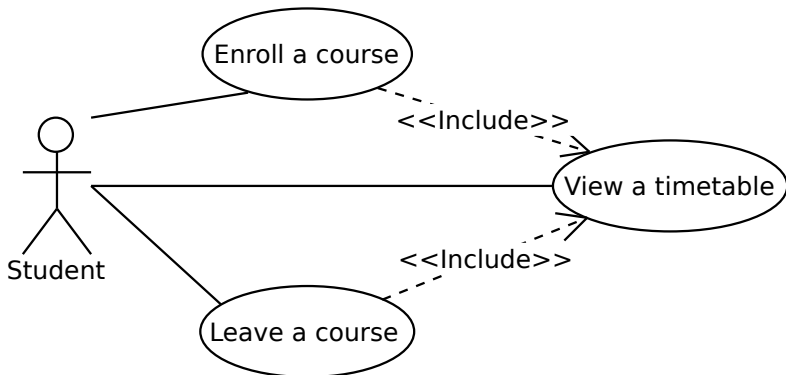 Enroll a course
<<Include>>
View a timetable
<<Include>>
Student
Leave a course